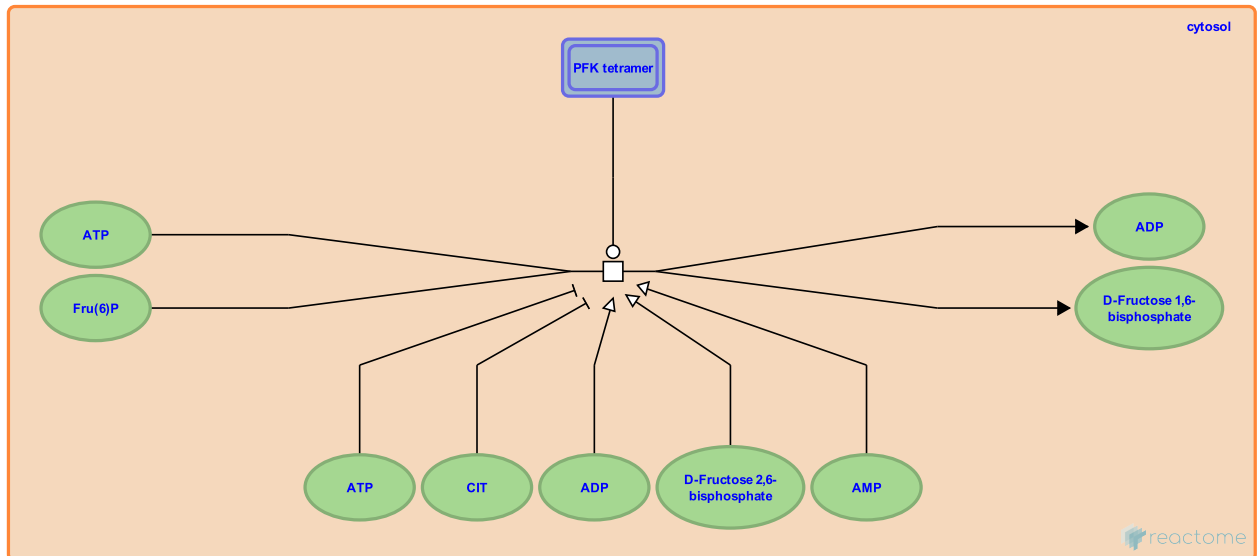 cytosol
PFK tetramer
ATP
ADP
Fru(6)P
D-Fructose 1,6-
bisphosphate
ATP
CIT
ADP
D-Fructose 2,6-
bisphosphate
AMP
reactome